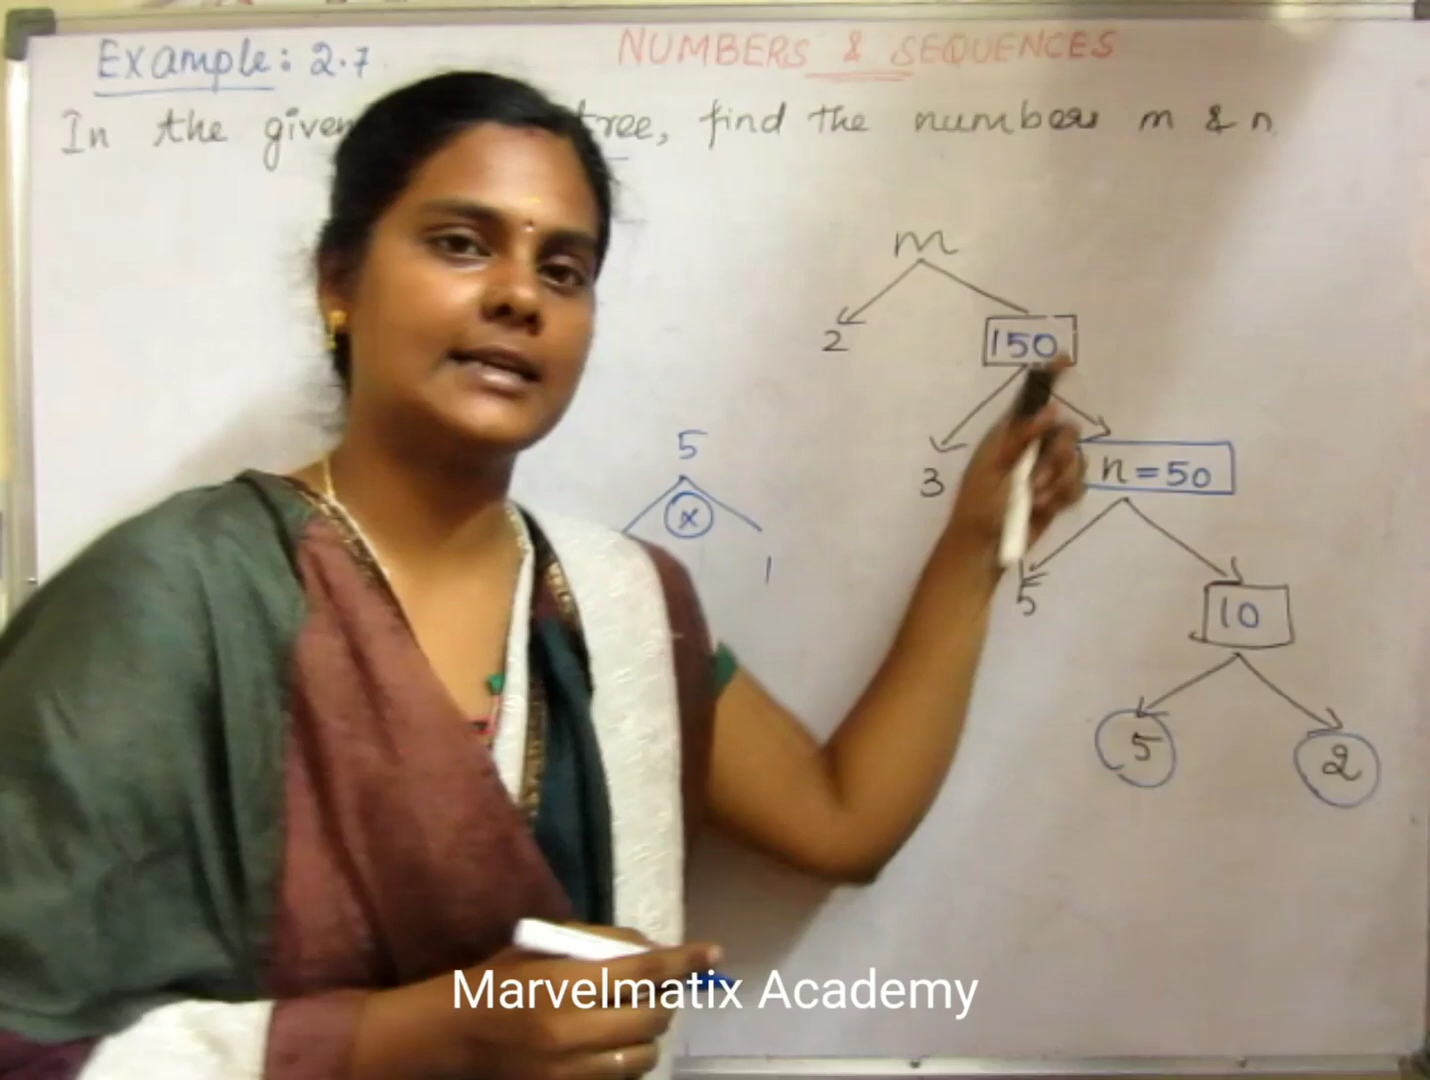 Example: 2.7
NUMBERS & SEQUENCES
In the given tree, find the numbers m & n
m
2
150
3
n = 50
5
x
1
5
10
5
2
Marvelmatix Academy